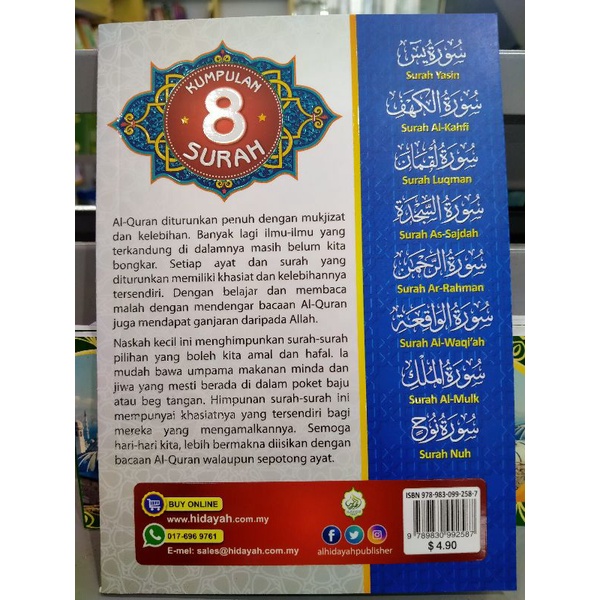 KUMPULAN
8
SURAH
Al-Quran diturunkan penuh dengan mukjizat
dan kelebihan. Banyak lagi ilmu-ilmu yang
terkandung di dalamnya masih belum kita
bongkar. Setiap ayat dan surah yang
diturunkan memiliki khasiat dan kelebihannya
tersendiri. Dengan belajar dan membaca
malah dengan mendengar bacaan Al-Quran
juga mendapat ganjaran daripada Allah.
Naskah kecil ini menghimpunkan surah-surah
pilihan yang boleh kita amal dan hafal. Ia
mudah bawa umpama makanan minda dan
jiwa yang mesti berada di dalam poket baju
atau beg tangan. Himpunan surah-surah ini
mempunyai khasiatnya yang tersendiri bagi
mereka yang mengamalkannya. Semoga
hari-hari kita, lebih bermakna diisikan dengan
bacaan Al-Quran walaupun sepotong ayat.
سُورَة يسٓ
Surah Yasin
سُورَة الكَهْف
Surah Al-Kahfi
سُورَة لُقْمَان
Surah Luqman
سُورَة السَّجْدَة
Surah As-Sajdah
سُورَة الرَّحْمٰن
Surah Ar-Rahman
سُورَة الوَاقِعَة
Surah Al-Waqi'ah
سُورَة المُلْك
Surah Al-Mulk
سُورَة نُوح
Surah Nuh
BUY ONLINE
www.hidayah.com.my
017-696 9761
E-mel: sales@hidayah.com.my
alhidayahpublisher
ISBN 978-983-099-258-7
9 789830 992587
$ 4.90